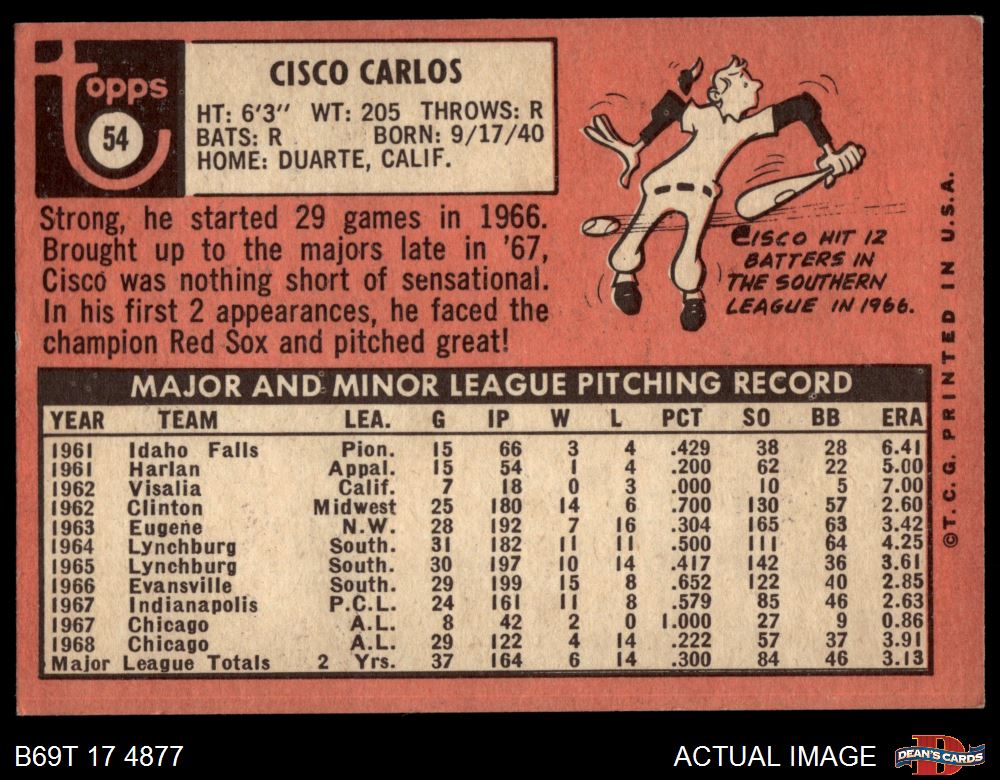 Topps
54
CISCO CARLOS
HT: 6'3" WT: 205 THROWS: R
BATS: R BORN: 9/17/40
HOME: DUARTE, CALIF.
Strong, he started 29 games in 1966.
Brought up to the majors late in '67,
Cisco was nothing short of sensational.
In his first 2 appearances, he faced the
champion Red Sox and pitched great!
CISCO HIT 12
BATTERS IN
THE SOUTHERN
LEAGUE IN 1966.
MAJOR AND MINOR LEAGUE PITCHING RECORD
YEAR TEAM LEA. G IP W L PCT SO BB ERA
1961 Idaho Falls Pion. 15 66 3 4 .429 38 28 6.41
1961 Harlan Appal. 15 54 1 4 .200 62 22 5.00
1962 Visalia Calif. 7 18 0 3 .000 10 5 7.00
1962 Clinton Midwest 25 180 14 6 .700 130 57 2.60
1963 Eugene N.W. 28 192 7 16 .304 165 63 3.42
1964 Lynchburg South. 31 182 11 11 .500 111 64 4.25
1965 Lynchburg South. 30 197 10 14 .417 142 36 3.61
1966 Evansville South. 29 199 15 8 .652 122 40 2.85
1967 Indianapolis P.C.L. 24 161 11 8 .579 85 46 2.63
1967 Chicago A.L. 8 42 2 0 1.000 27 9 0.86
1968 Chicago A.L. 29 122 4 14 .222 57 37 3.91
Major League Totals 2 Yrs. 37 164 6 14 .300 84 46 3.13
©T.C.G. PRINTED IN U.S.A.
B69T 17 4877
ACTUAL IMAGE
DEAN'S CARDS